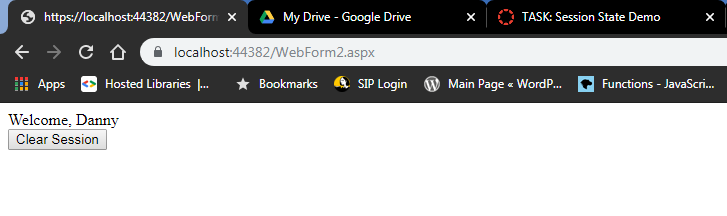 https://localhost:44382/WebForm
My Drive - Google Drive
TASK: Session State Demo
localhost:44382/WebForm2.aspx
Apps
Hosted Libraries |...
Bookmarks
SIP Login
Main Page « WordP...
Functions - JavaScri...
Welcome, Danny
Clear Session